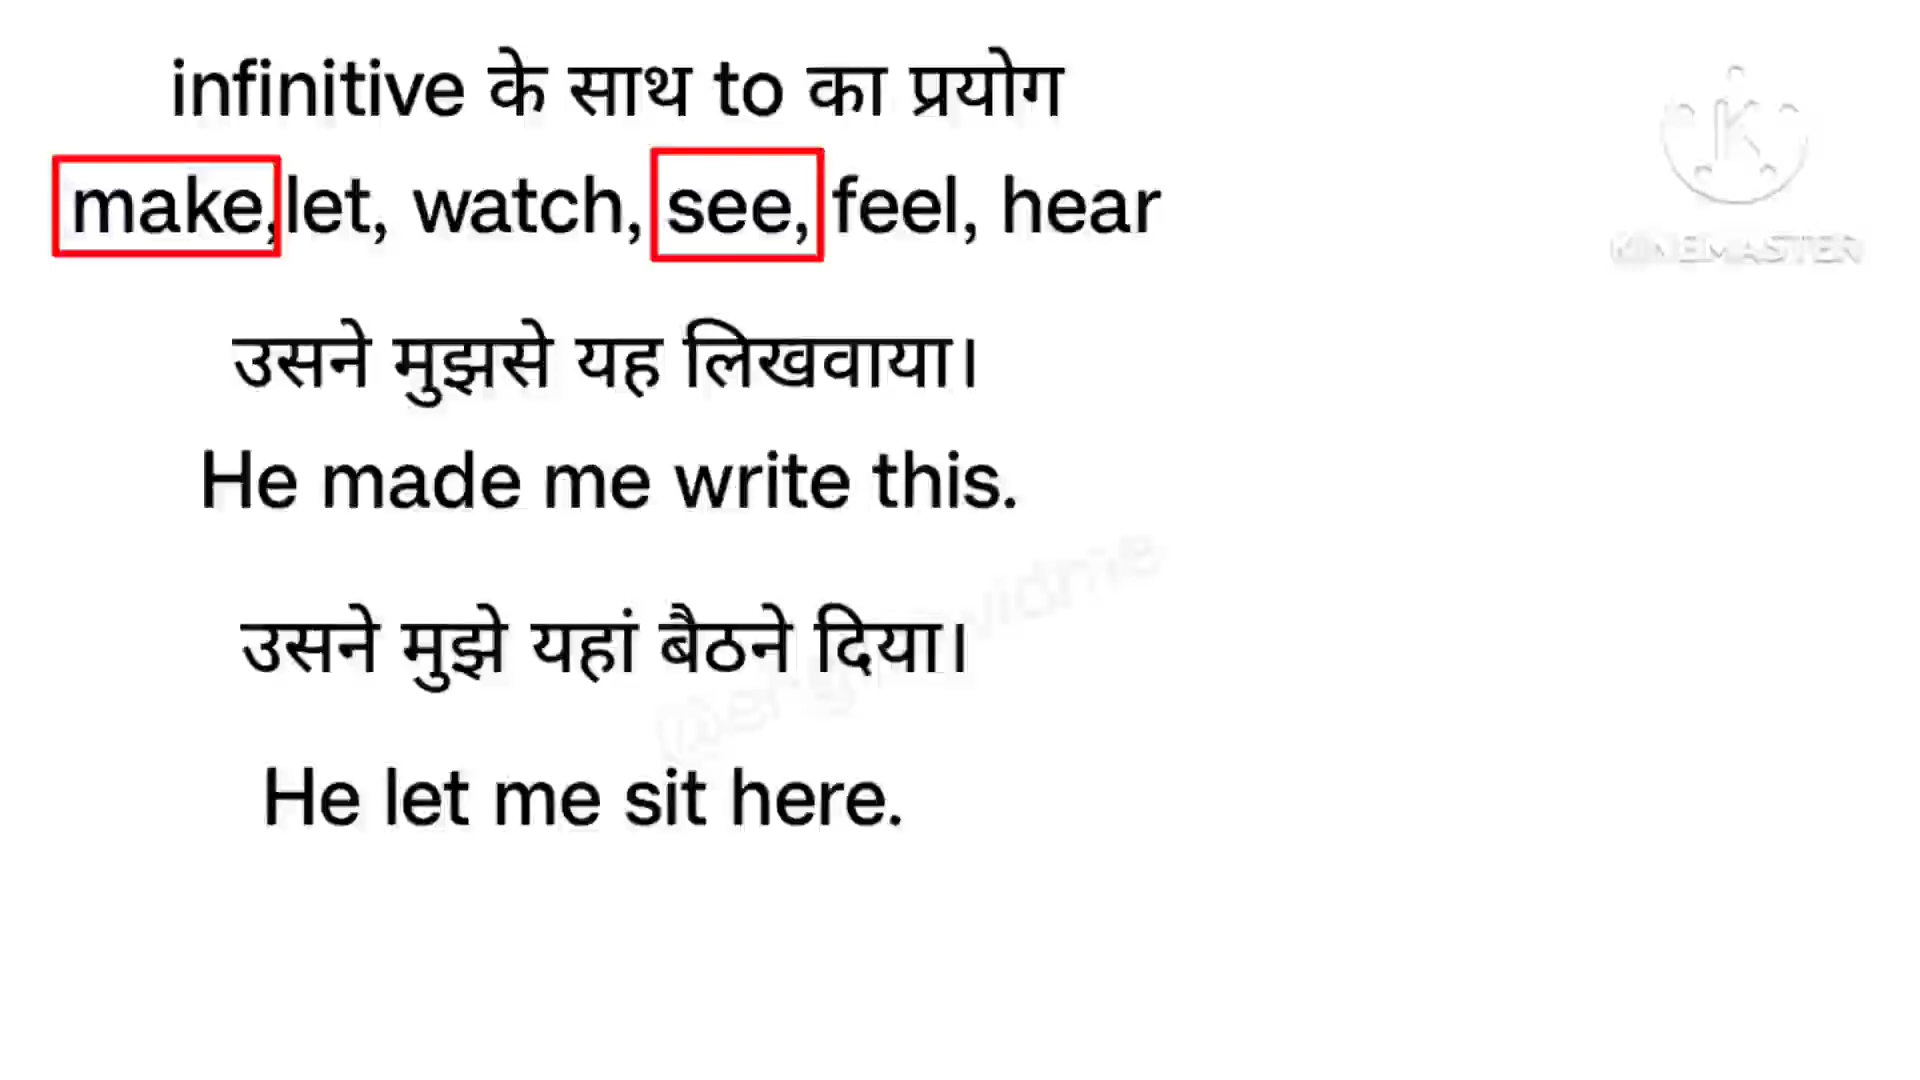 infinitive के साथ to का प्रयोग
make, let, watch, see, feel, hear
उसने मुझसे यह लिखवाया।
He made me write this.
उसने मुझे यहां बैठने दिया।
He let me sit here.
KINEMASTER